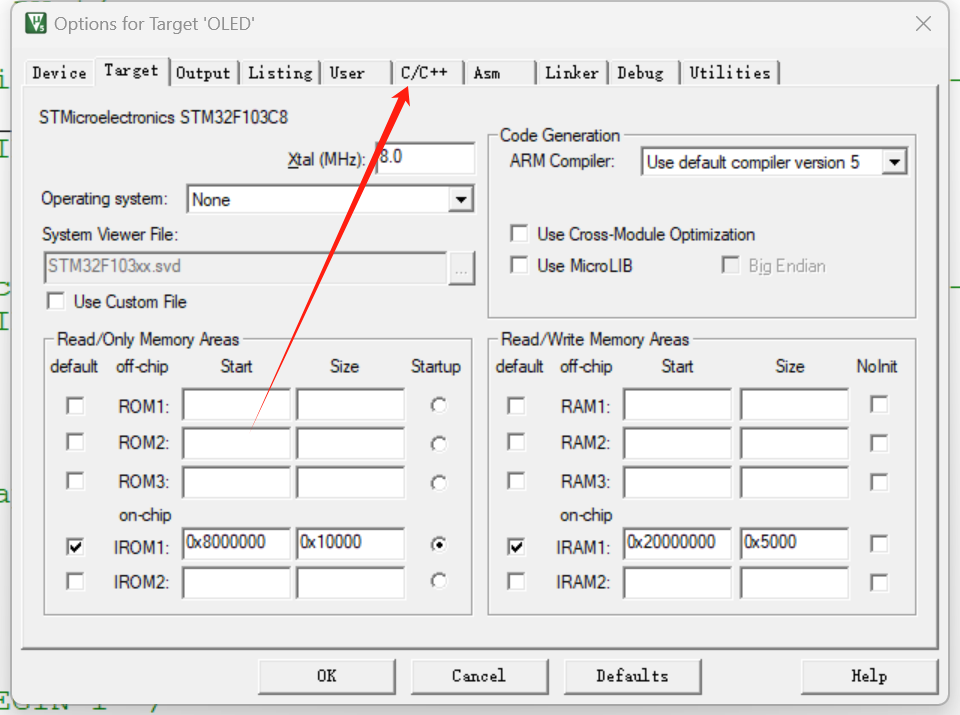 Options for Target 'OLED'
Device Target Output Listing User C/C++ Asm Linker Debug Utilities
STMicroelectronics STM32F103C8
Xtal (MHz): 8.0
Operating system: None
System Viewer File:
STM32F103xx.svd ...
Use Custom File
Code Generation
ARM Compiler: Use default compiler version 5
Use Cross-Module Optimization
Use MicroLIB Big Endian
Read/Only Memory Areas
default off-chip Start Size Startup
ROM1:
ROM2:
ROM3:
on-chip
IROM1: 0x8000000 0x10000
IROM2:
Read/Write Memory Areas
default off-chip Start Size NoInit
RAM1:
RAM2:
RAM3:
on-chip
IRAM1: 0x20000000 0x5000
IRAM2:
OK Cancel Defaults Help